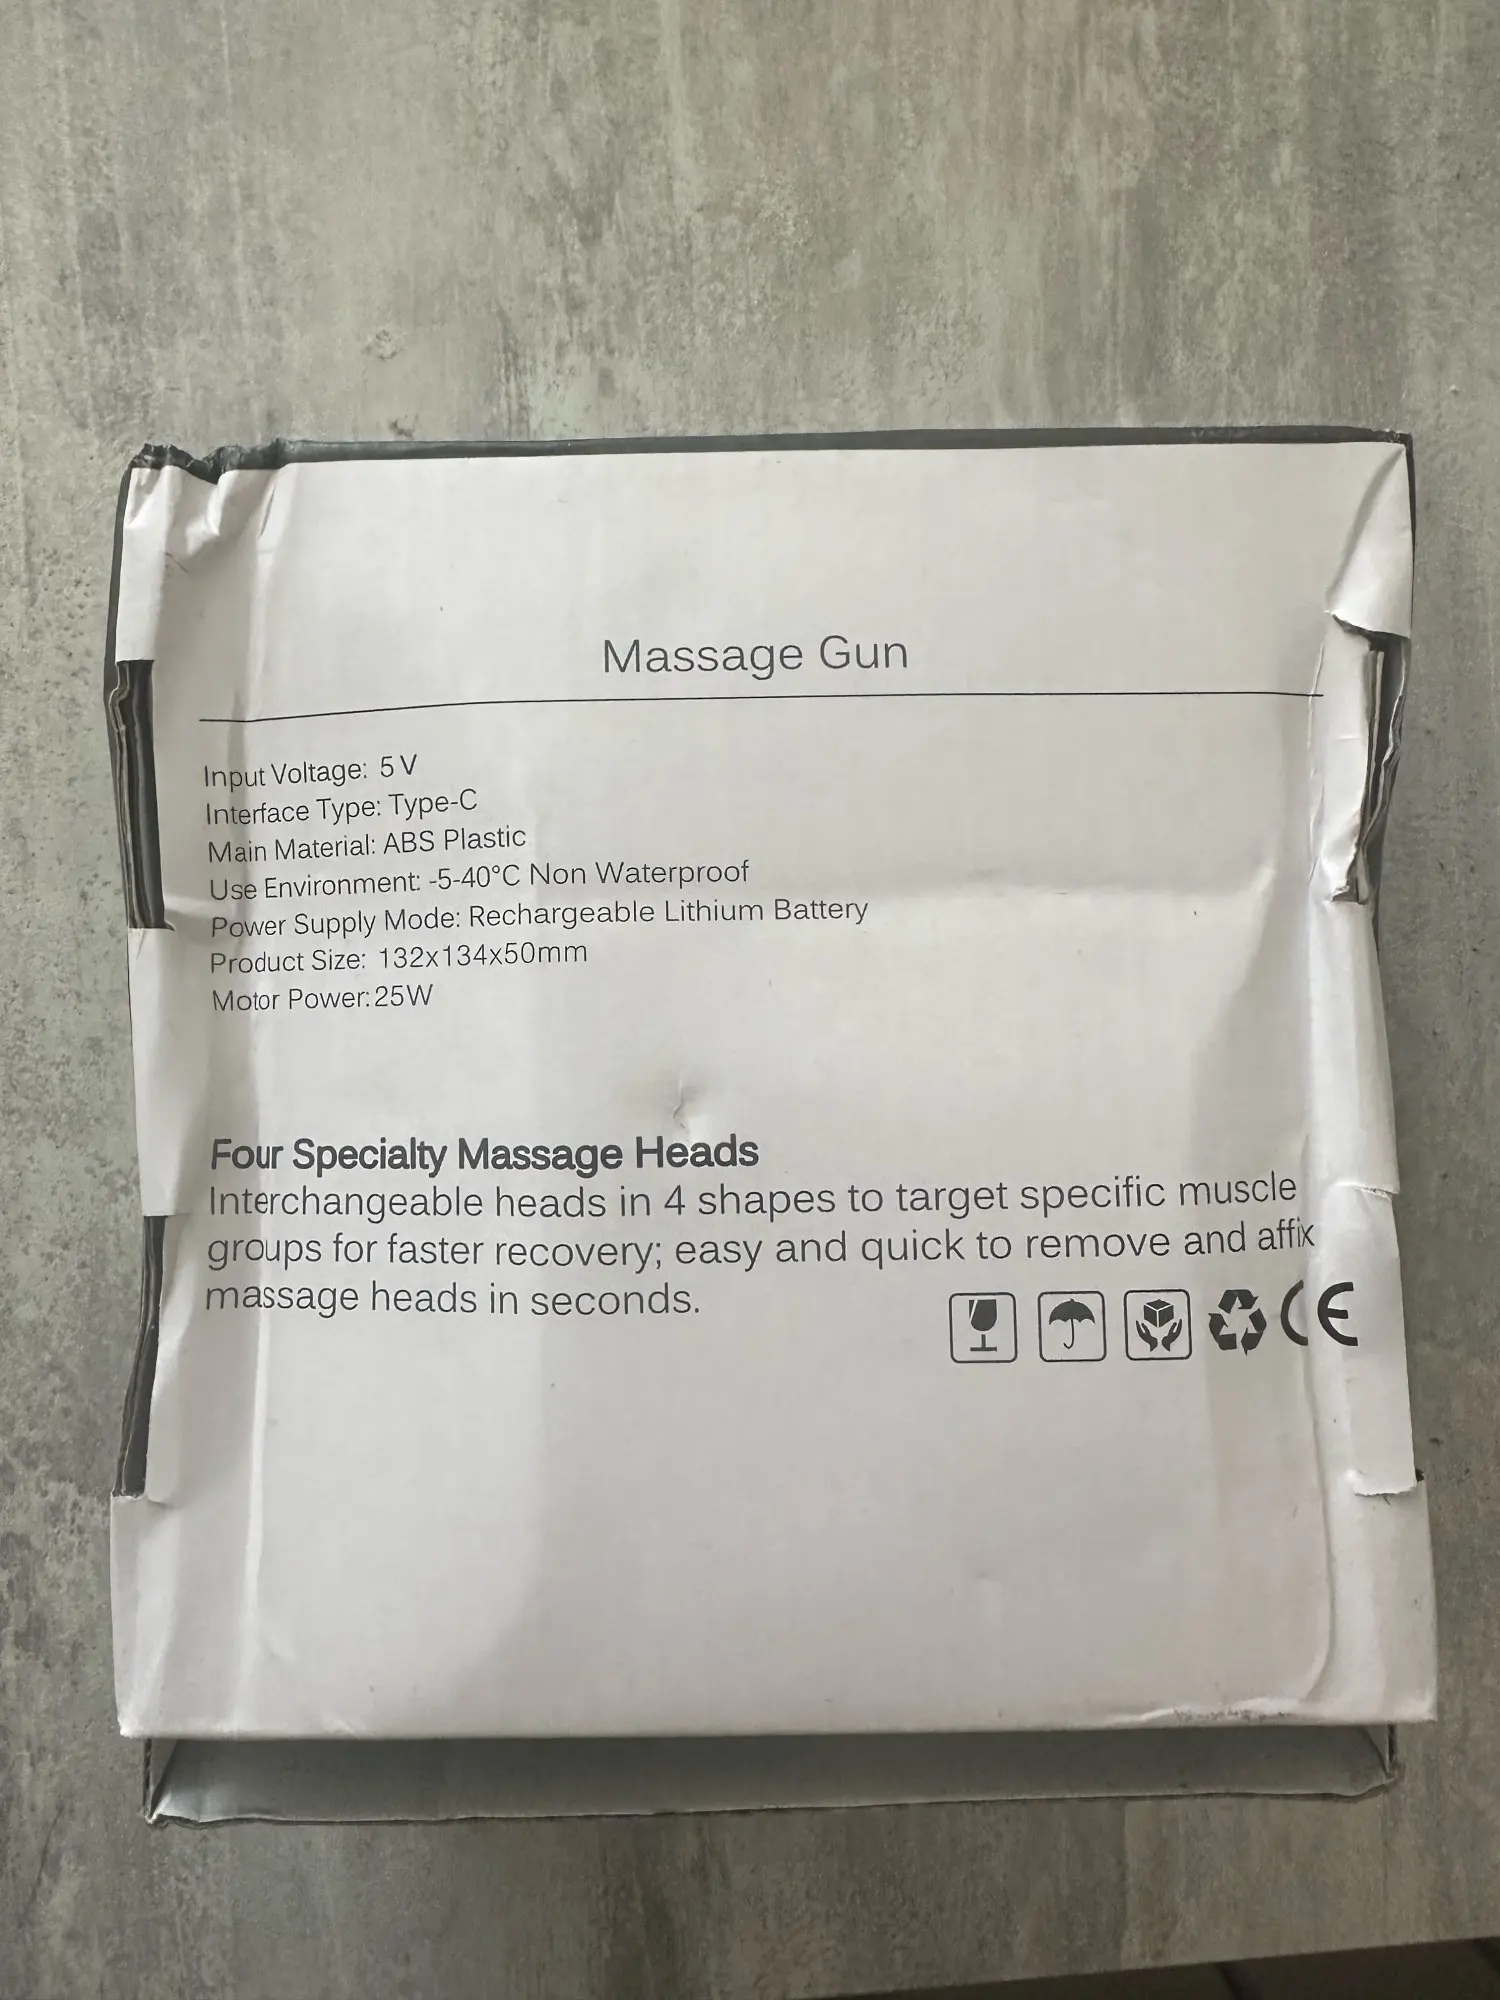 Massage Gun
Input Voltage: 5 V
Interface Type: Type-C
Main Material: ABS Plastic
Use Environment: -5-40°C Non Waterproof
Power Supply Mode: Rechargeable Lithium Battery
Product Size: 132x134x50mm
Motor Power:25W
Four Specialty Massage Heads
Interchangeable heads in 4 shapes to target specific muscle
groups for faster recovery; easy and quick to remove and affix
massage heads in seconds.
CE